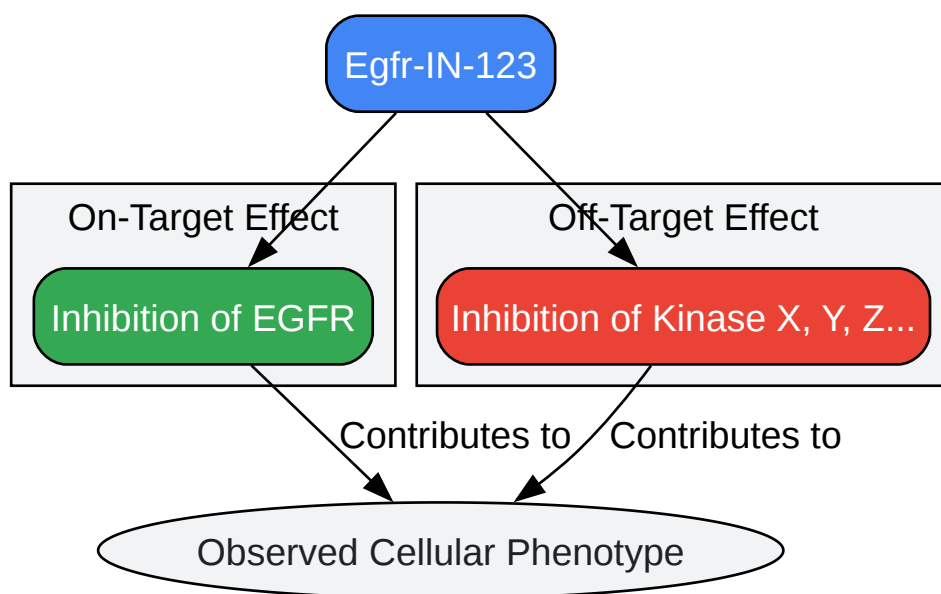 Egfr-IN-123
On-Target Effect
Off-Target Effect
Inhibition of EGFR
Inhibition of Kinase X, Y, Z...
Contributes to
Contributes to
Observed Cellular Phenotype